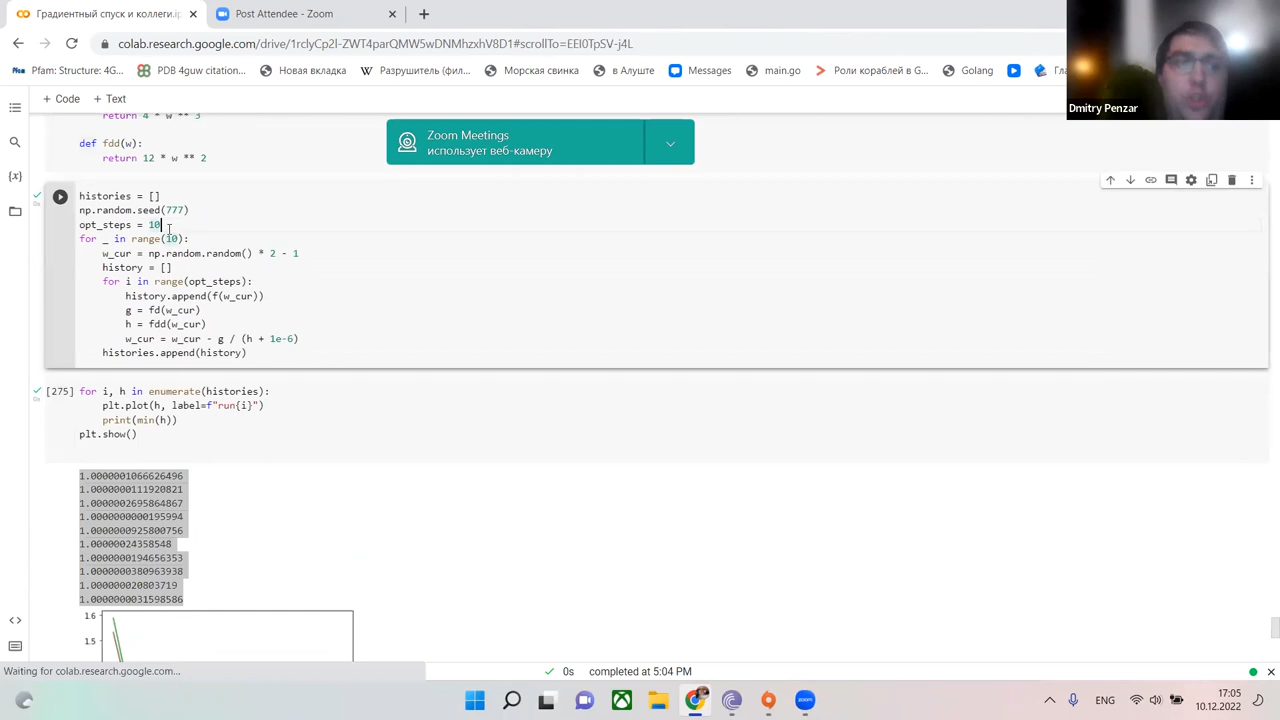 Градиентный спуск и коллеги.ip
Post Attendee - Zoom
colab.research.google.com/drive/1rclyCp2l-ZWT4parQMW5wDNMhzxhV8D1#scrollTo=EEI0TpSV-j4L
Pfam: Structure: 4G...
PDB 4guw citation...
Новая вкладка
Разрушитель (фил...
Морская свинка
в Алуште
Messages
main.go
Роли кораблей в G...
Golang
Гла
Dmitry Penzar
+ Code + Text
return 4 * w ** 3
def fdd(w):
return 12 * w ** 2
Zoom Meetings
использует веб-камеру
histories = []
np.random.seed(777)
opt_steps = 10
for _ in range(10):
w_cur = np.random.random() * 2 - 1
history = []
for i in range(opt_steps):
history.append(f(w_cur))
g = fd(w_cur)
h = fdd(w_cur)
w_cur = w_cur - g / (h + 1e-6)
histories.append(history)
[275] for i, h in enumerate(histories):
plt.plot(h, label=f"run{i}")
print(min(h))
plt.show()
1.0000001066626496
1.0000000111920821
1.0000002695864867
1.0000000000195994
1.0000000925800756
1.00000024358548
1.0000000194656353
1.0000000380963938
1.000000020803719
1.0000000031598586
1.6
1.5
Waiting for colab.research.google.com...
0s completed at 5:04 PM
ENG
17:05
10.12.2022